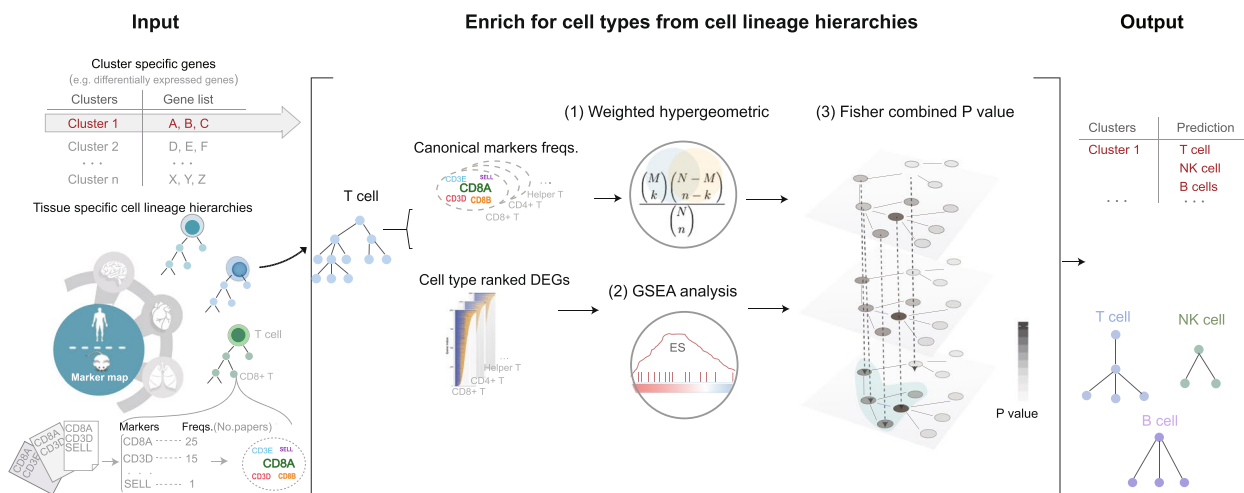 Input
Enrich for cell types from cell lineage hierarchies
Output
Cluster specific genes
(e.g. differentially expressed genes)
Clusters Gene list
Cluster 1 A, B, C
Cluster 2 D, E, F
... ...
Cluster n X, Y, Z
Tissue specific cell lineage hierarchies
Marker map
T cell
CD8+ T
CD8A
CD3E
CD8A
CD3D
CD8A
CD3D
SELL
Markers Freqs.(No.papers)
CD8A 25
CD3D 15
. . .
SELL 1
CD3E SELL
CD8A
CD3D CD8B
T cell
Canonical markers freqs.
CD3E SELL
CD8A
CD3D CD8B
...
Helper T
CD4+ T
CD8+ T
Cell type ranked DEGs
...
Helper T
CD4+ T
CD8+ T
(1) Weighted hypergeometric
(M k)(N − M n − k)
(N n)
(2) GSEA analysis
ES
(3) Fisher combined P value
P value
Clusters Prediction
Cluster 1 T cell
NK cell
B cells
... ...
T cell
NK cell
B cell